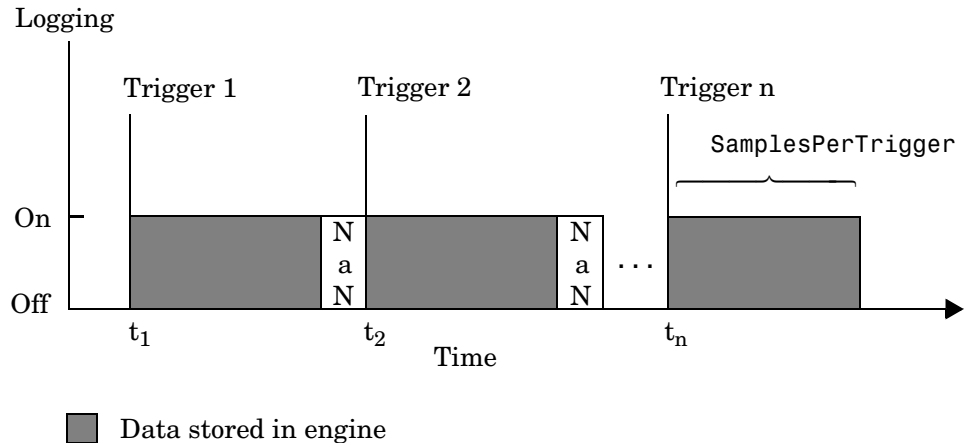 Logging
Trigger 1
Trigger 2
Trigger n
SamplesPerTrigger
On
N
a
N
N
a
N
...
Off
t1
t2
tn
Time
Data stored in engine